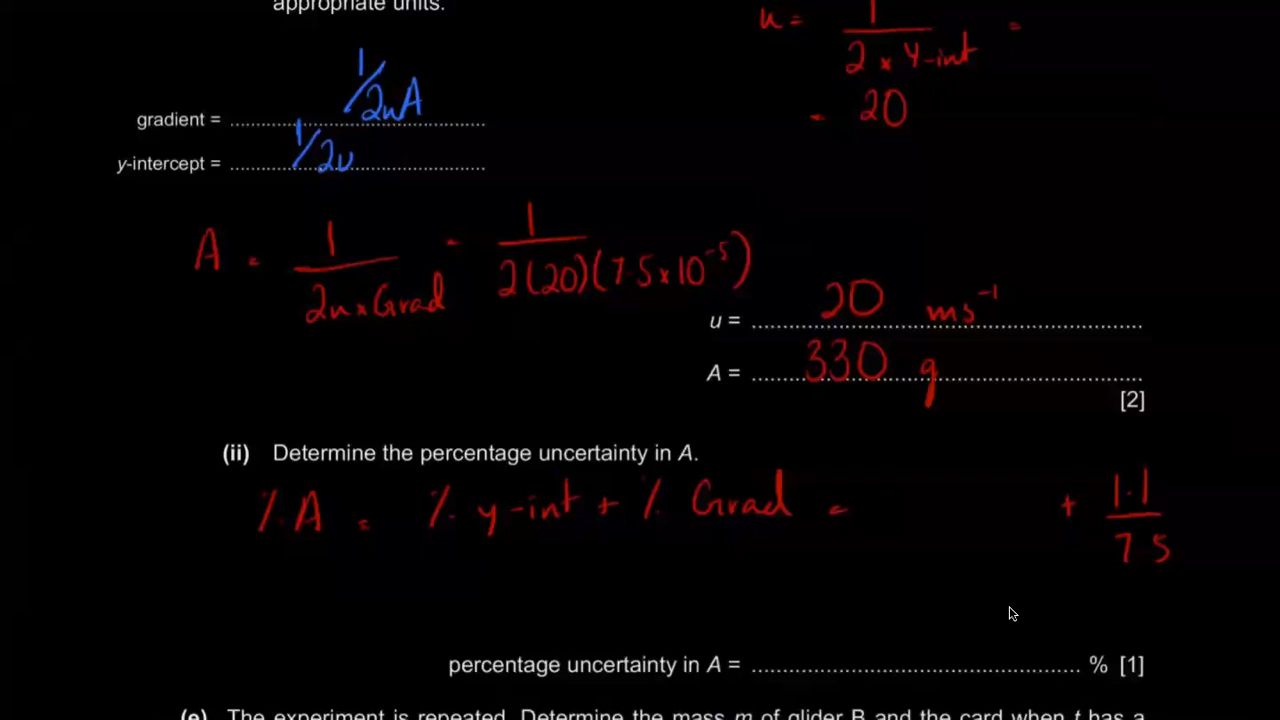 appropriate units.
u = 1 / 2 × Y-int =
= 20
gradient = 1/2uA
y-intercept = 1/2u
A = 1 / 2u × Grad = 1 / 2(20)(7.5 × 10⁻⁵)
u = 20 ms⁻¹
A = 330 g
[2]
(ii) Determine the percentage uncertainty in A.
% A = % y-int + % Grad = + 1.1 / 7.5
percentage uncertainty in A = % [1]
(e) The experiment is repeated. Determine the mass m of glider B and the card when t has a